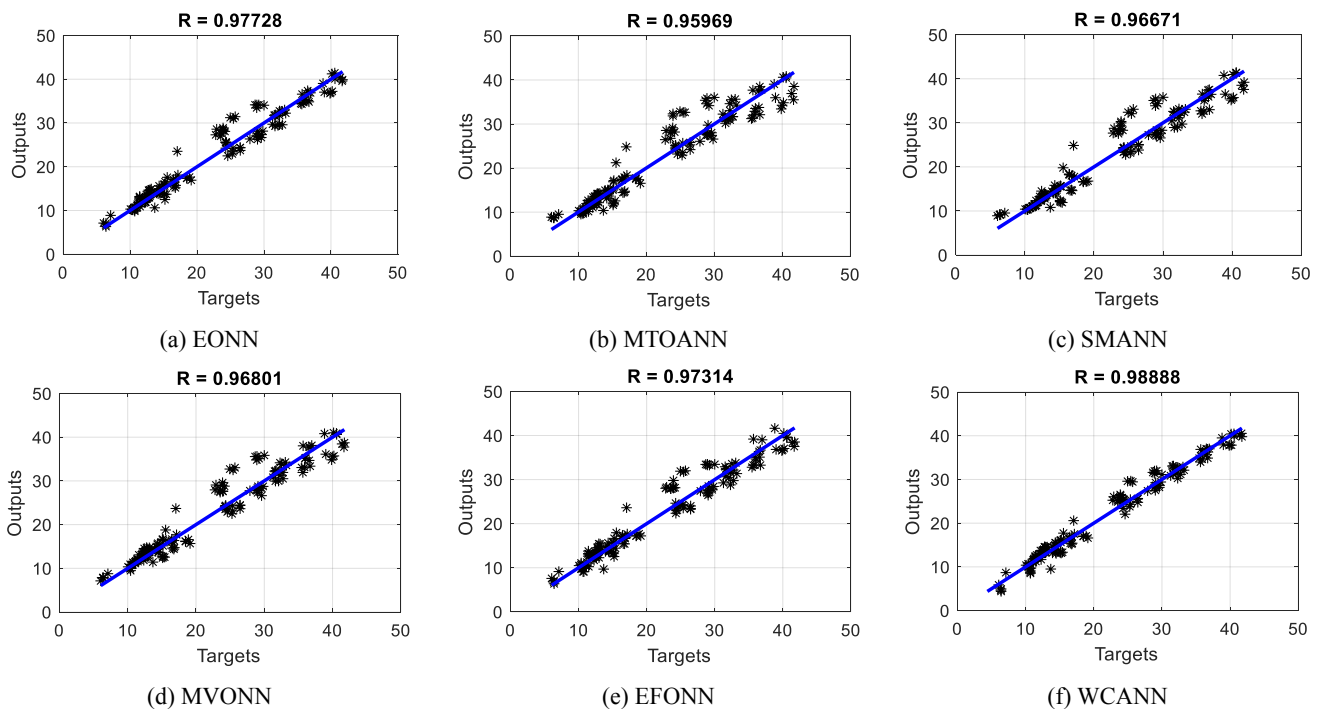 R = 0.97728
50
40
30
20
10
0
Outputs
0 10 20 30 40 50
Targets
(a) EONN
R = 0.95969
50
40
30
20
10
0
Outputs
0 10 20 30 40 50
Targets
(b) MTOANN
R = 0.96671
50
40
30
20
10
0
Outputs
0 10 20 30 40 50
Targets
(c) SMANN
R = 0.96801
50
40
30
20
10
0
Outputs
0 10 20 30 40 50
Targets
(d) MVONN
R = 0.97314
50
40
30
20
10
0
Outputs
0 10 20 30 40 50
Targets
(e) EFONN
R = 0.98888
50
40
30
20
10
0
Outputs
0 10 20 30 40 50
Targets
(f) WCANN